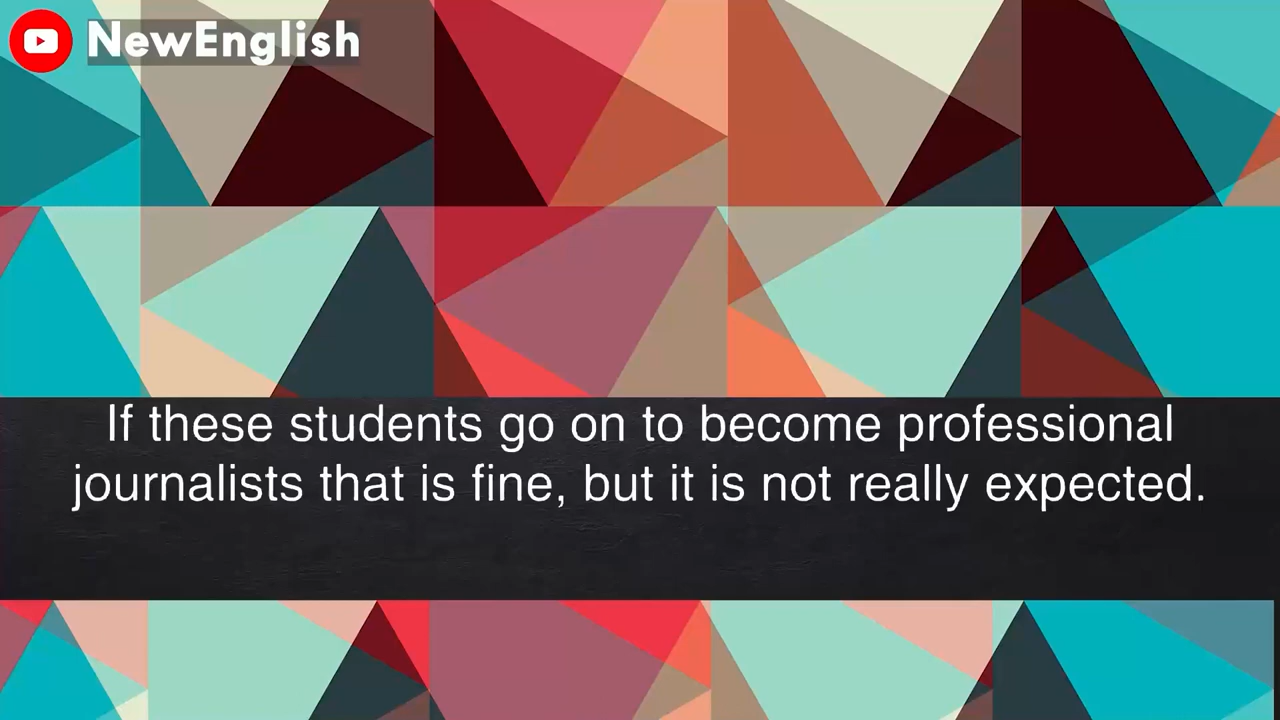 NewEnglish
If these students go on to become professional
journalists that is fine, but it is not really expected.